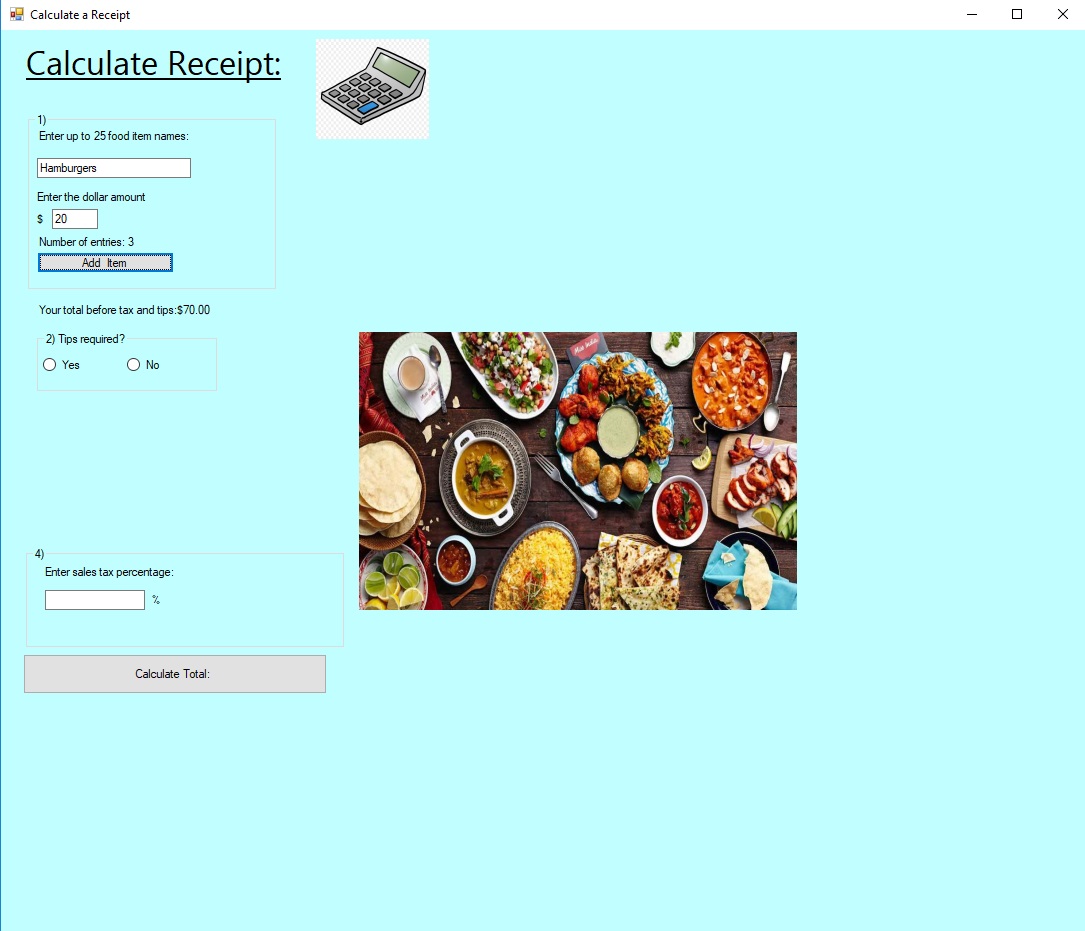 Calculate a Receipt
Calculate Receipt:
1)
Enter up to 25 food item names:
Hamburgers
Enter the dollar amount
$ 20
Number of entries: 3
Add Item
Your total before tax and tips:$70.00
2) Tips required?
Yes No
4)
Enter sales tax percentage:
%
Calculate Total: